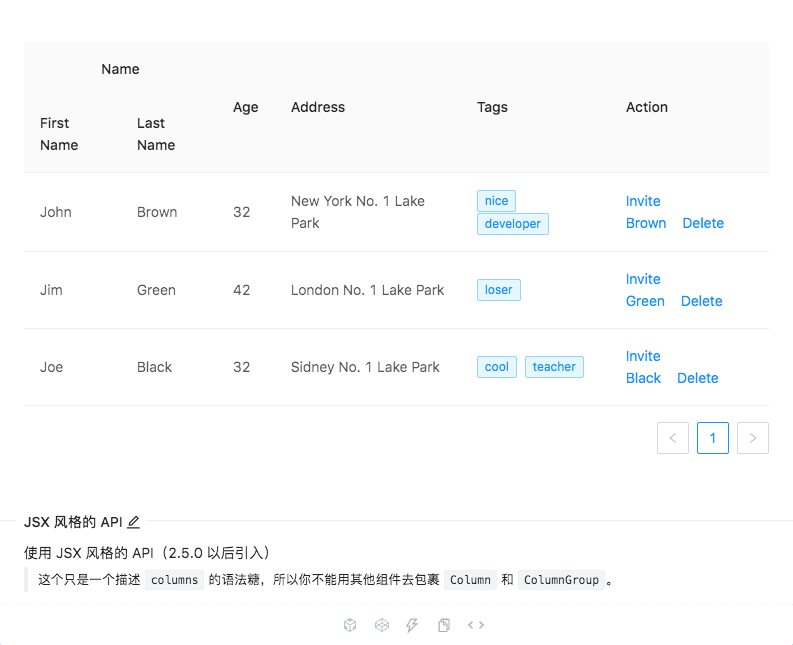 Name
Age Address Tags Action
First Last
Name Name
John Brown 32 New York No. 1 Lake Park nice developer Invite Brown Delete
Jim Green 42 London No. 1 Lake Park loser Invite Green Delete
Joe Black 32 Sidney No. 1 Lake Park cool teacher Invite Black Delete
< 1 >
JSX 风格的 API
使用 JSX 风格的 API（2.5.0 以后引入）
这个只是一个描述 columns 的语法糖，所以你不能用其他组件去包裹 Column 和 ColumnGroup 。